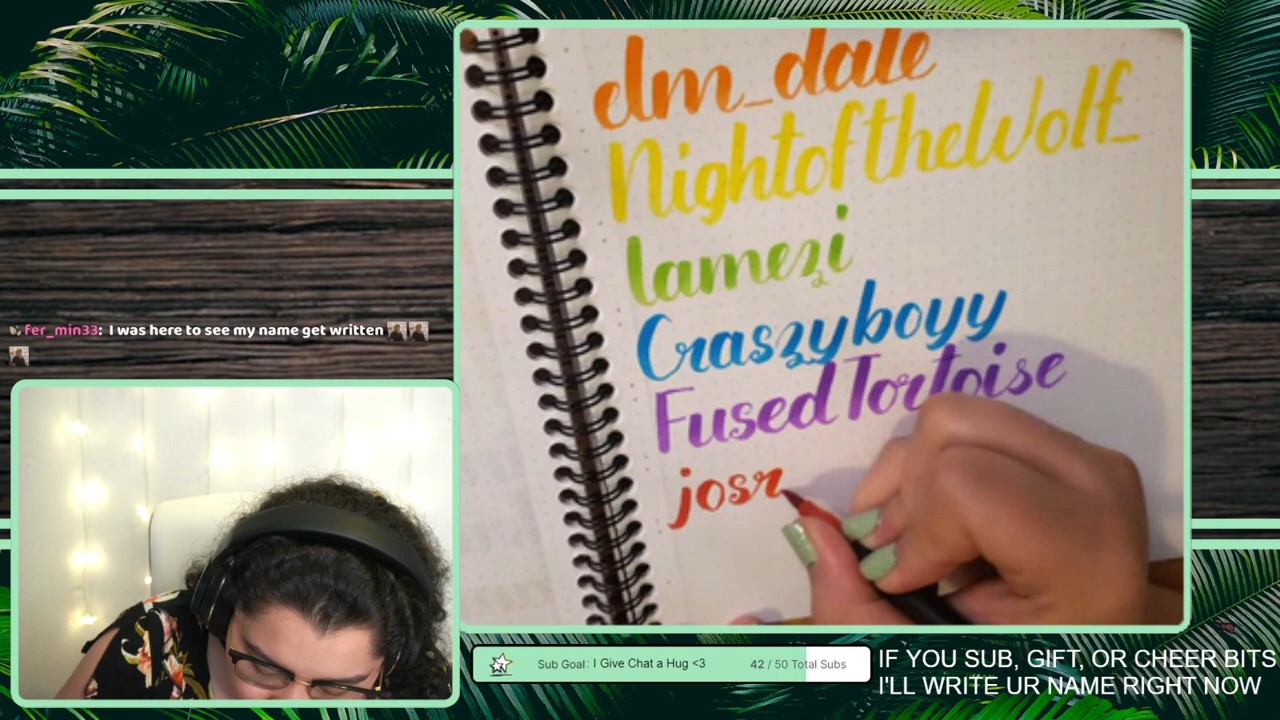 dm_dale
NightoftheWolf_
lamezi
Craszyboyy
FusedTortoise
josr
fer_min33: I was here to see my name get written
Sub Goal: I Give Chat a Hug <3 42 / 50 Total Subs
IF YOU SUB, GIFT, OR CHEER BITS
I'LL WRITE UR NAME RIGHT NOW